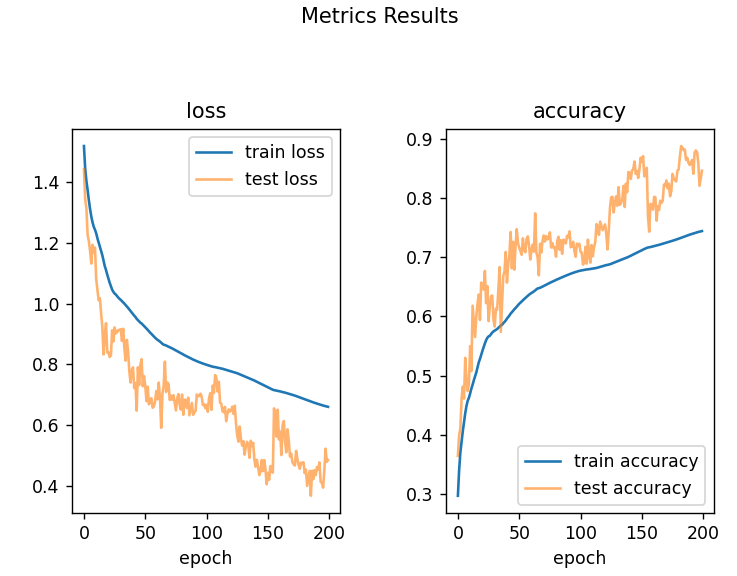 Metrics Results
loss
train loss
test loss
1.4
1.2
1.0
0.8
0.6
0.4
0
50
100
150
200
epoch
accuracy
0.9
0.8
0.7
0.6
0.5
0.4
0.3
train accuracy
test accuracy
0
50
100
150
200
epoch